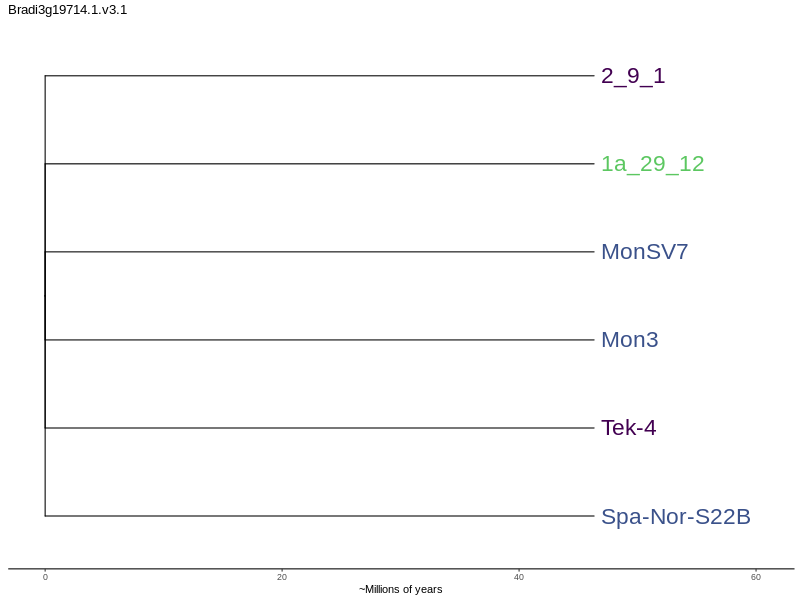 Bradi3g19714.1.v3.1
2_9_1
1a_29_12
MonSV7
Mon3
Tek-4
Spa-Nor-S22B
0 20 40 60
~Millions of years